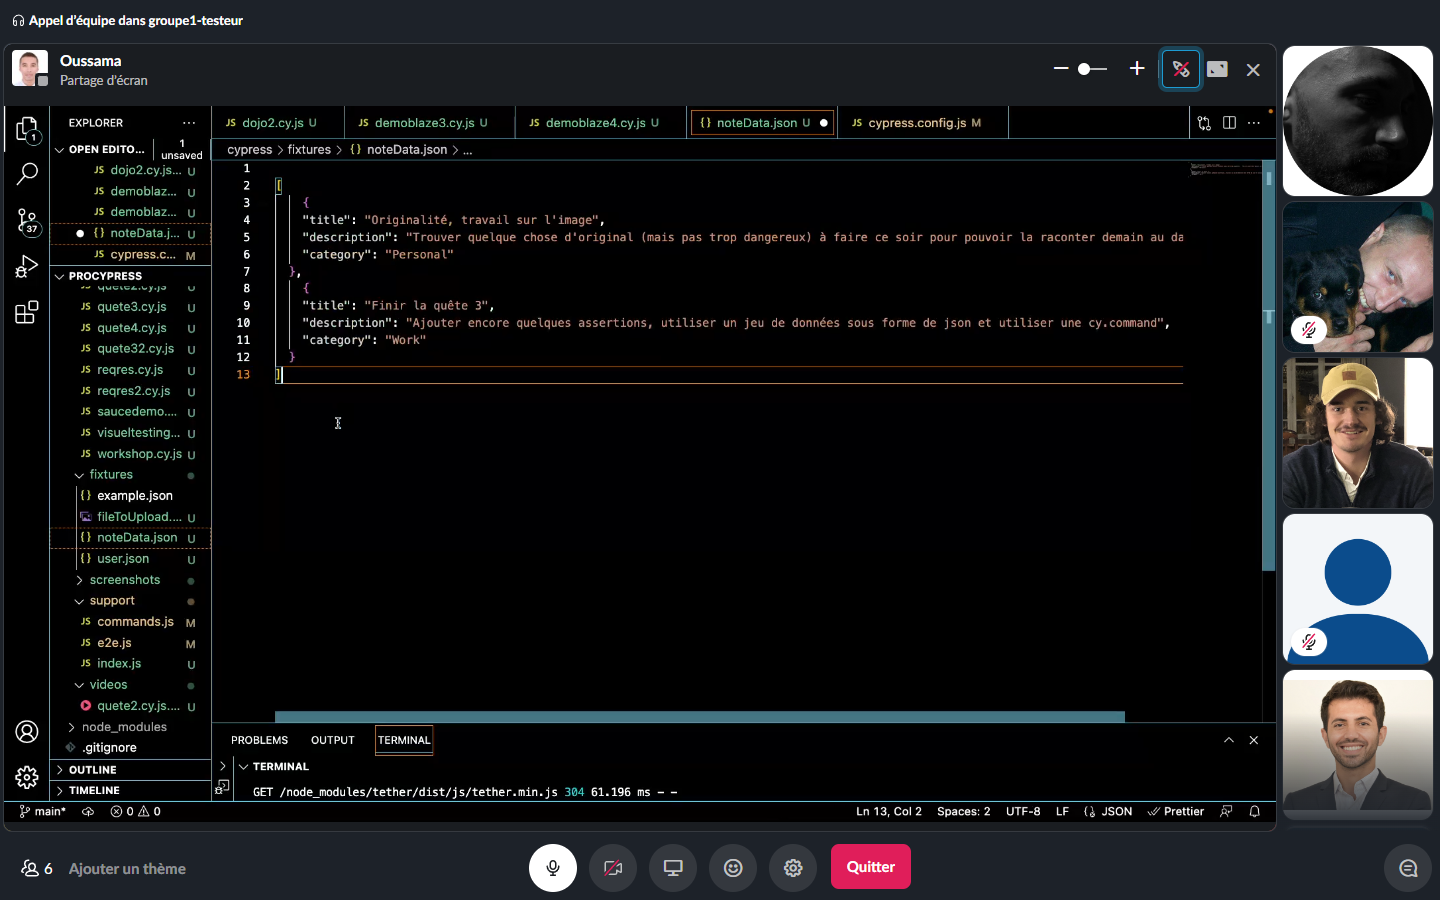 Appel d'équipe dans groupe1-testeur
Oussama
Partage d'écran
EXPLORER
JS dojo2.cy.js U
JS demoblaze3.cy.js U
JS demoblaze4.cy.js U
{} noteData.json U
JS cypress.config.js M
OPEN EDITO...
1
unsaved
cypress > fixtures > {} noteData.json > ...
JS dojo2.cy.js... U
JS demoblaz... U
JS demoblaz... U
{} noteData.j... U
JS cypress.c... M
PROCYPRESS
JS quete2.cy.js U
JS quete3.cy.js U
JS quete4.cy.js U
JS quete32.cy.js U
JS reqres.cy.js U
JS reqres2.cy.js U
JS saucedemo.... U
JS visueltesting... U
JS workshop.cy.js U
fixtures
{} example.json
fileToUpload.... U
{} noteData.json U
{} user.json U
screenshots
support
JS commands.js M
JS e2e.js M
JS index.js U
videos
quete2.cy.js.... U
node_modules
.gitignore
OUTLINE
TIMELINE
1
2 [
3 {
4 "title": "Originalité, travail sur l'image",
5 "description": "Trouver quelque chose d'original (mais pas trop dangereux) à faire ce soir pour pouvoir la raconter demain au da
6 "category": "Personal"
7 },
8 {
9 "title": "Finir la quête 3",
10 "description": "Ajouter encore quelques assertions, utiliser un jeu de données sous forme de json et utiliser une cy.command",
11 "category": "Work"
12 }
13 ]
1
37
PROBLEMS OUTPUT TERMINAL
TERMINAL
GET /node_modules/tether/dist/js/tether.min.js 304 61.196 ms - -
main* 0 0
Ln 13, Col 2 Spaces: 2 UTF-8 LF {} JSON Prettier
6 Ajouter un thème
Quitter